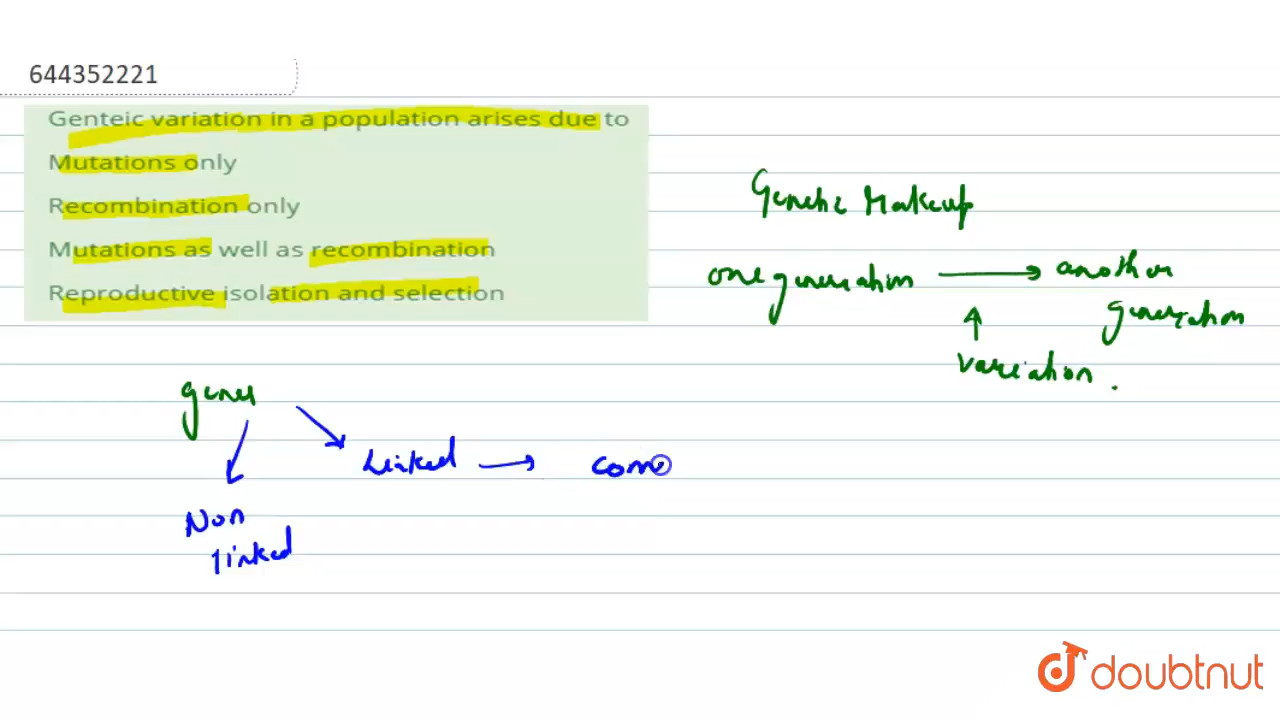 644352221
Genteic variation in a population arises due to
Mutations only
Recombination only
Mutations as well as recombination
Reproductive isolation and selection
Genetic Makeup
one generation → another
generation
↑
variation.
genes
Linked → com
Non
linked
doubtnut